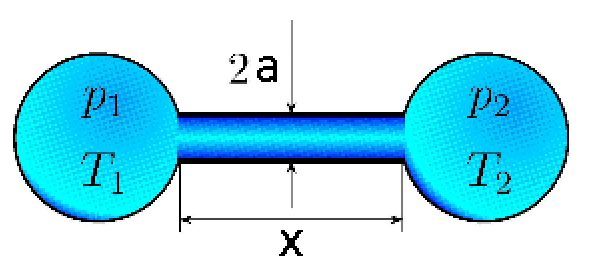 2a
p₁
p₂
T₁
T₂
x